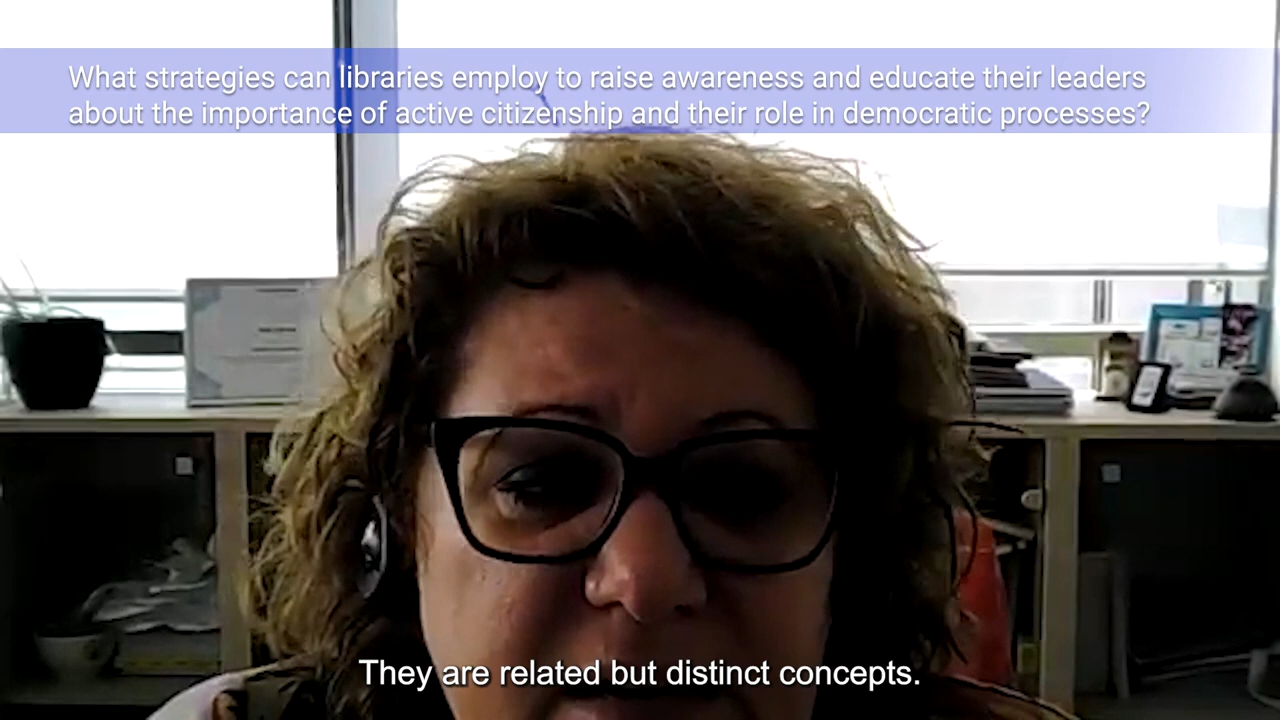 What strategies can libraries employ to raise awareness and educate their leaders
about the importance of active citizenship and their role in democratic processes?
They are related but distinct concepts.